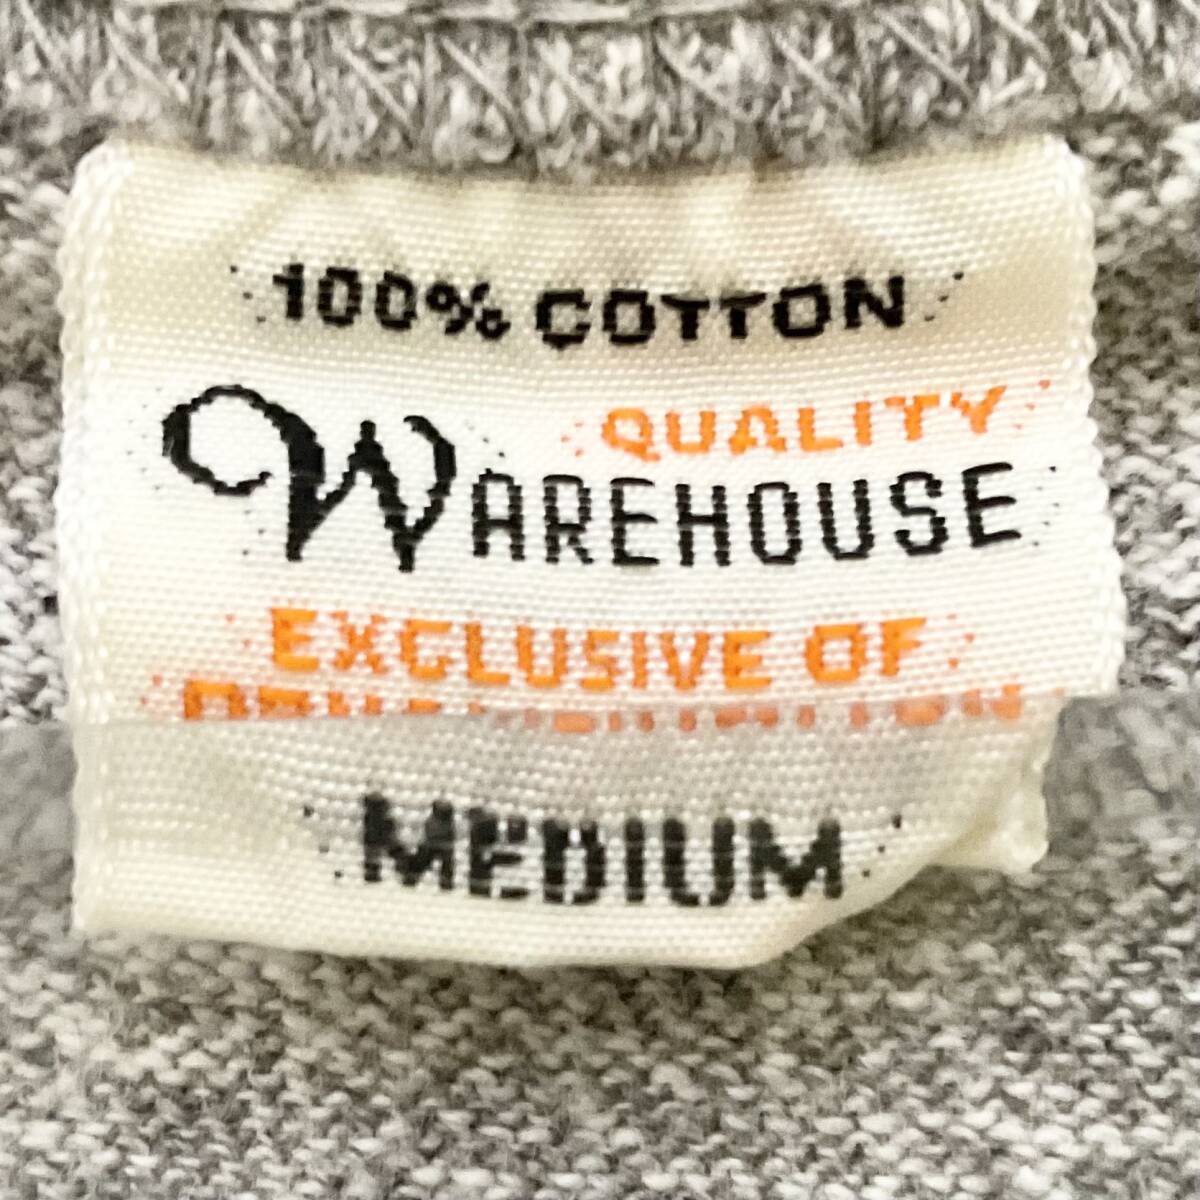 100% COTTON
QUALITY
WAREHOUSE
EXCLUSIVE OF
MEDIUM